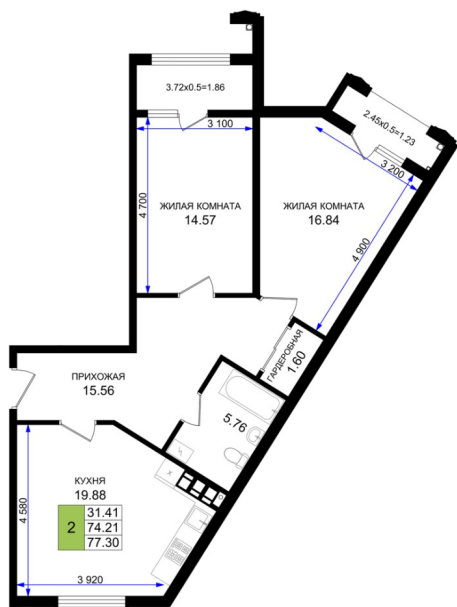 3.72x0.5=1.86
2.45x0.5=1.23
3 100
3 200
4 700
ЖИЛАЯ КОМНАТА
14.57
ЖИЛАЯ КОМНАТА
16.84
4 900
ГАРДЕРОБНАЯ
1.60
ПРИХОЖАЯ
15.56
5.76
КУХНЯ
19.88
2
31.41
74.21
77.30
4 580
3 920